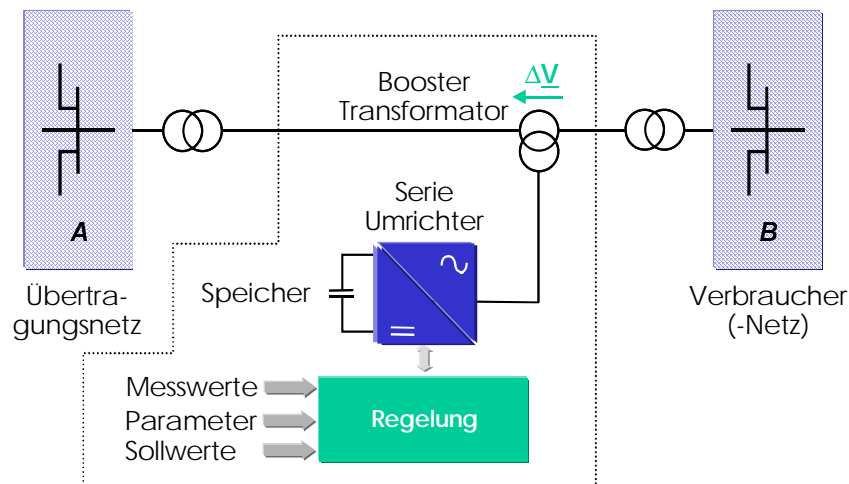 Booster
Transformator
ΔV
A
B
Serie
Umrichter
Übertra-
gungsnetz
Speicher
Verbraucher
(-Netz)
Messwerte
Parameter
Sollwerte
Regelung